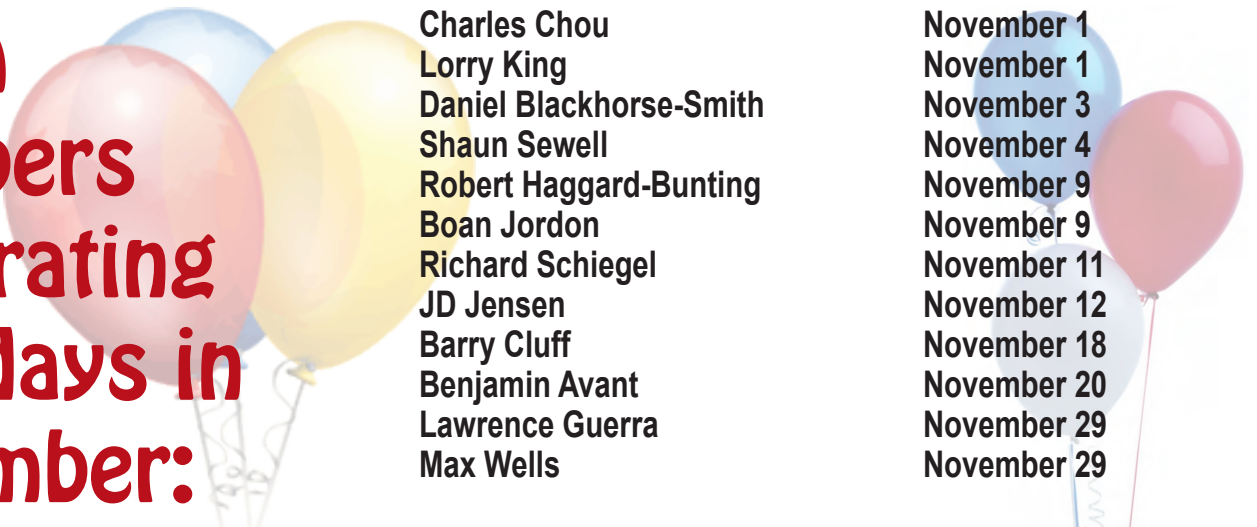 bers
rating
days in
mber:
Charles Chou November 1
Lorry King November 1
Daniel Blackhorse-Smith November 3
Shaun Sewell November 4
Robert Haggard-Bunting November 9
Boan Jordon November 9
Richard Schiegel November 11
JD Jensen November 12
Barry Cluff November 18
Benjamin Avant November 20
Lawrence Guerra November 29
Max Wells November 29